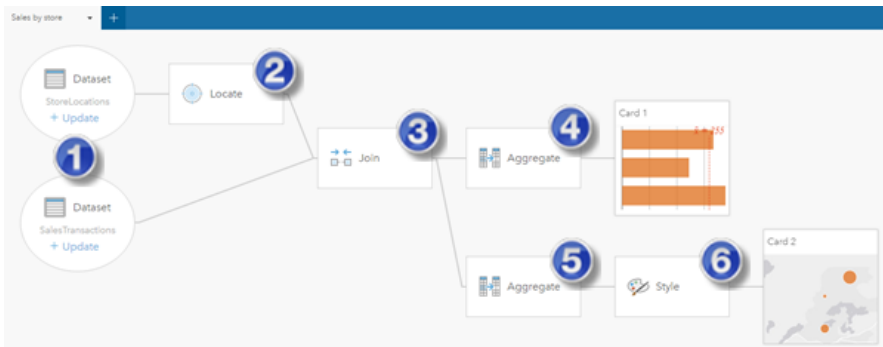 Sales by store
+
Dataset
StoreLocations
+ Update
1
Dataset
SalesTransactions
+ Update
2
Locate
3
Join
4
Aggregate
Card 1
5
Aggregate
6
Style
Card 2